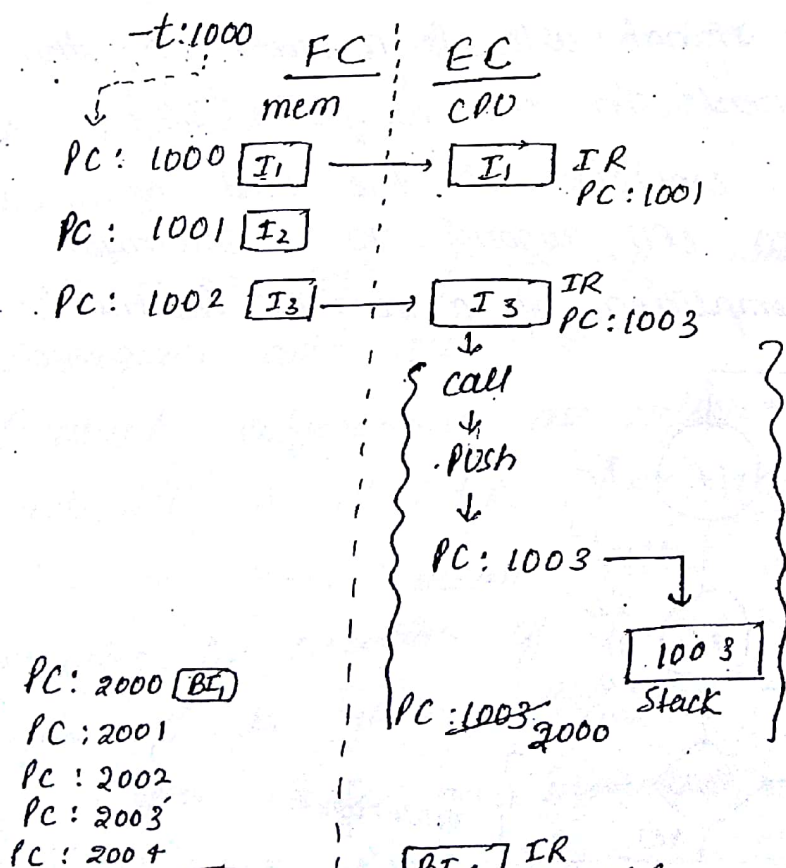 -t:1000
FC EC
mem CPU
PC: 1000 I1 I1 IR
PC: 1001
PC: 1001 I2
PC: 1002 I3 I3 IR
PC: 1003
call
PUSH
PC: 1003
1003
Stack
PC: 1003 2000
PC: 2000 BI1
PC: 2001
PC: 2002
PC: 2003
PC: 2004
IR